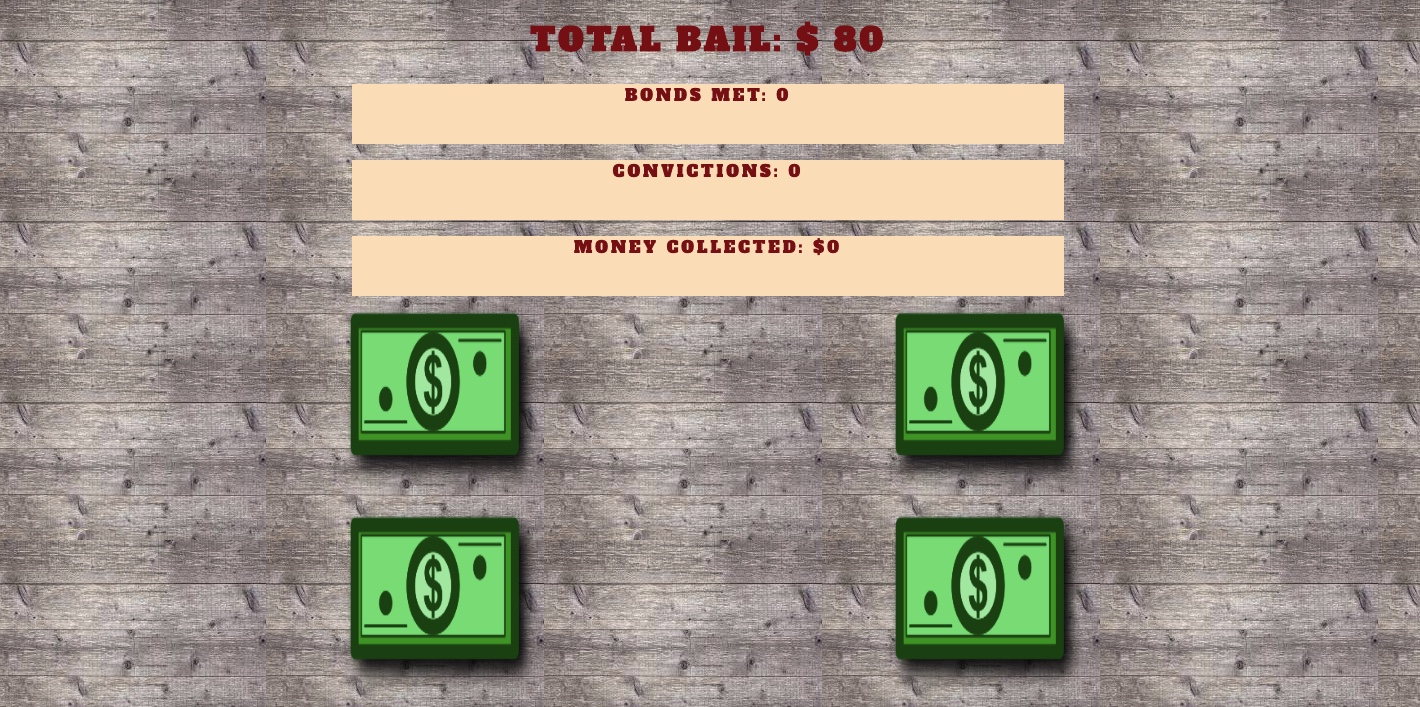 TOTAL BAIL: $ 80
BONDS MET: 0
CONVICTIONS: 0
MONEY COLLECTED: $0
$
$
$
$